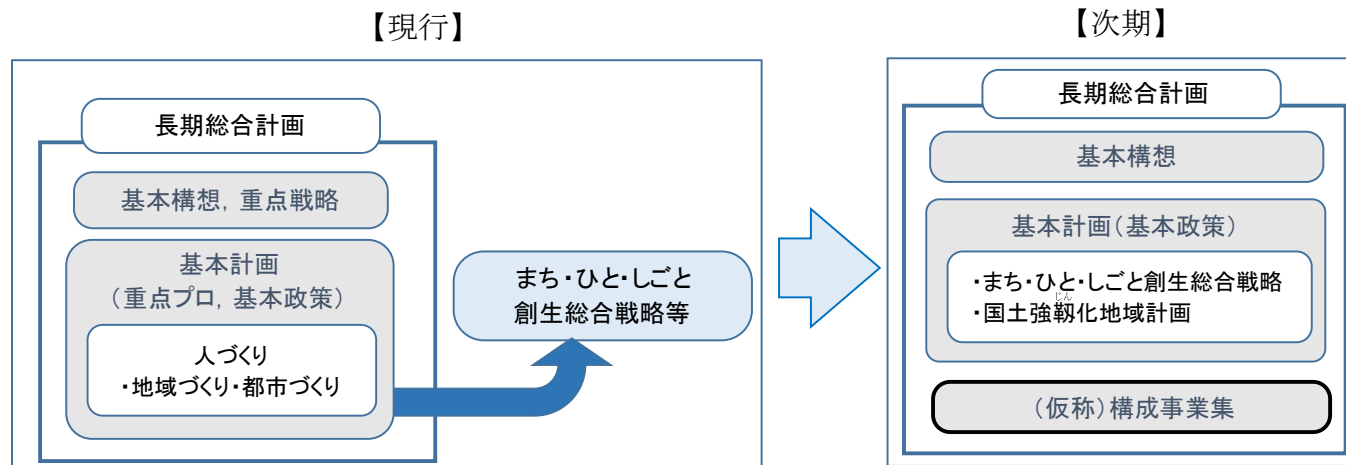 【現行】
長期総合計画
基本構想，重点戦略
基本計画
（重点プロ，基本政策）
人づくり
・地域づくり・都市づくり
まち・ひと・しごと
創生総合戦略等
【次期】
長期総合計画
基本構想
基本計画（基本政策）
・まち・ひと・しごと創生総合戦略
じん
・国土強靱化地域計画
（仮称）構成事業集